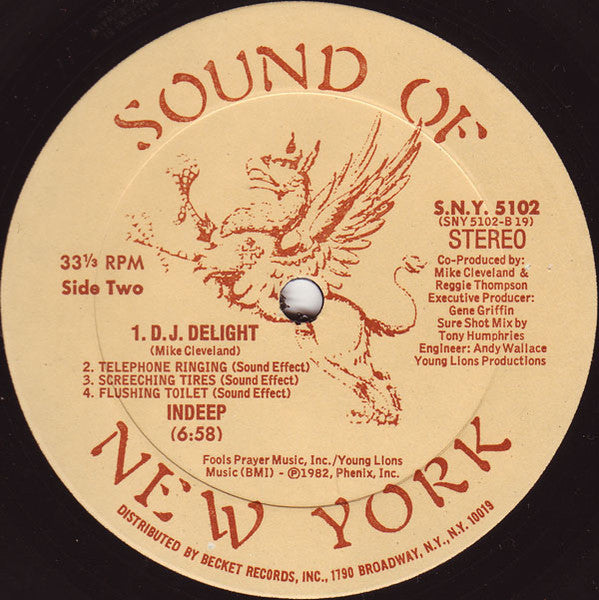 SOUND OF
S.N.Y. 5102
(SNY 5102-B 19)
STEREO
Co-Produced by:
Mike Cleveland &
Reggie Thompson
Executive Producer:
Gene Griffin
Sure Shot Mix by
Tony Humphries
Engineer: Andy Wallace
Young Lions Productions
33⅓ RPM
Side Two
1. D.J. DELIGHT
(Mike Cleveland)
2. TELEPHONE RINGING (Sound Effect)
3. SCREECHING TIRES (Sound Effect)
4. FLUSHING TOILET (Sound Effect)
INDEEP
(6:58)
Fools Prayer Music, Inc./Young Lions
Music (BMI) - ℗1982, Phenix, Inc.
NEW YORK
DISTRIBUTED BY BECKET RECORDS, INC., 1790 BROADWAY, N.Y., N.Y. 10019